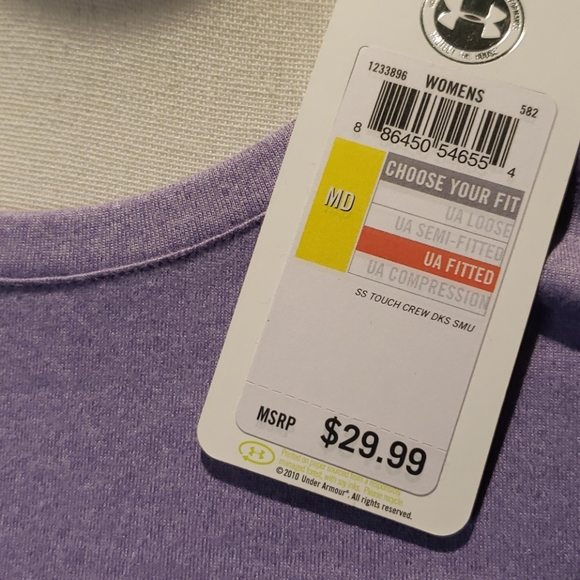 1233896 WOMENS 582
8 86450 54655 4
MD
CHOOSE YOUR FIT
UA LOOSE
UA SEMI-FITTED
UA FITTED
UA COMPRESSION
SS TOUCH CREW DKS SMU
MSRP $29.99
© 2010 Under Armour®. All rights reserved.